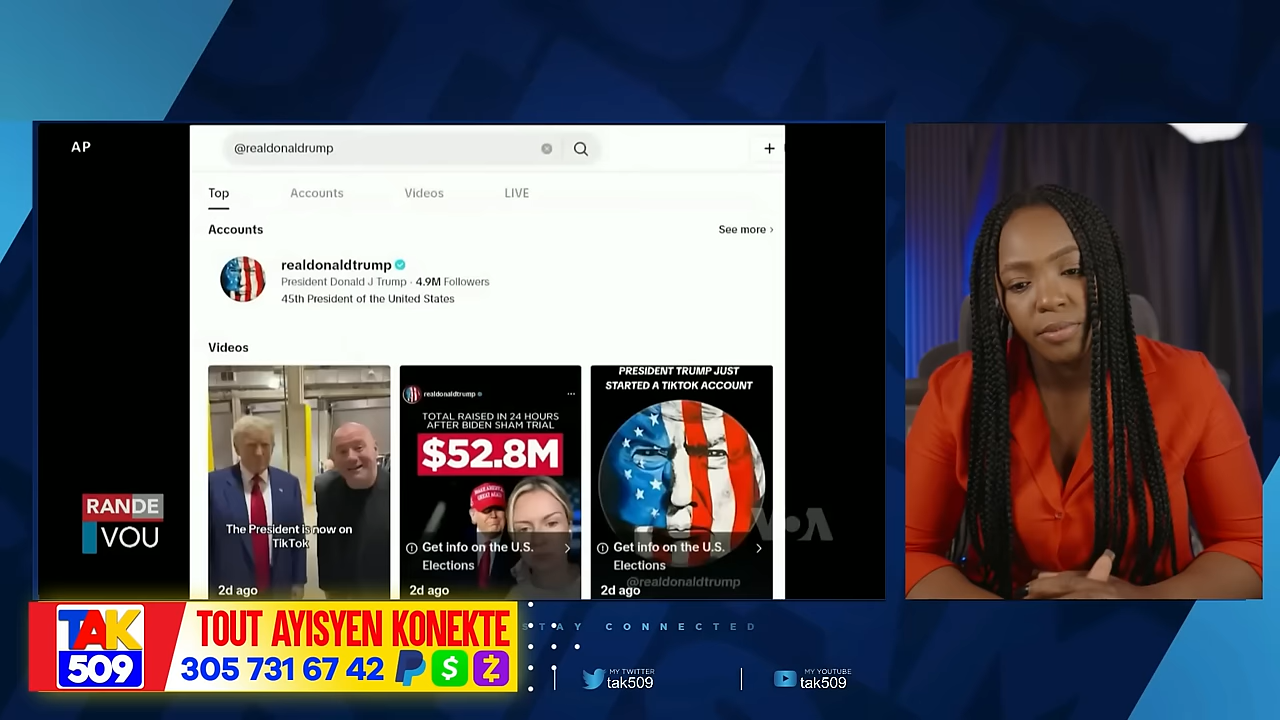 AP
@realdonaldrump
Top
Accounts
Videos
LIVE
Accounts
See more ›
realdonaldtrump
President Donald J Trump · 4.9M Followers
45th President of the United States
Videos
The President is now on
TikTok
2d ago
realdonaldtrump
TOTAL RAISED IN 24 HOURS
AFTER BIDEN SHAM TRIAL
$52.8M
Get info on the U.S.
Elections
2d ago
PRESIDENT TRUMP JUST
STARTED A TIKTOK ACCOUNT
Get info on the U.S.
Elections
@realdonaldtrump
2d ago
VOA
RANDE
VOU
TAK
509
TOUT AYISYEN KONEKTE
305 731 67 42
STAY CONNECTED
MY TWITTER
tak509
MY YOUTUBE
tak509